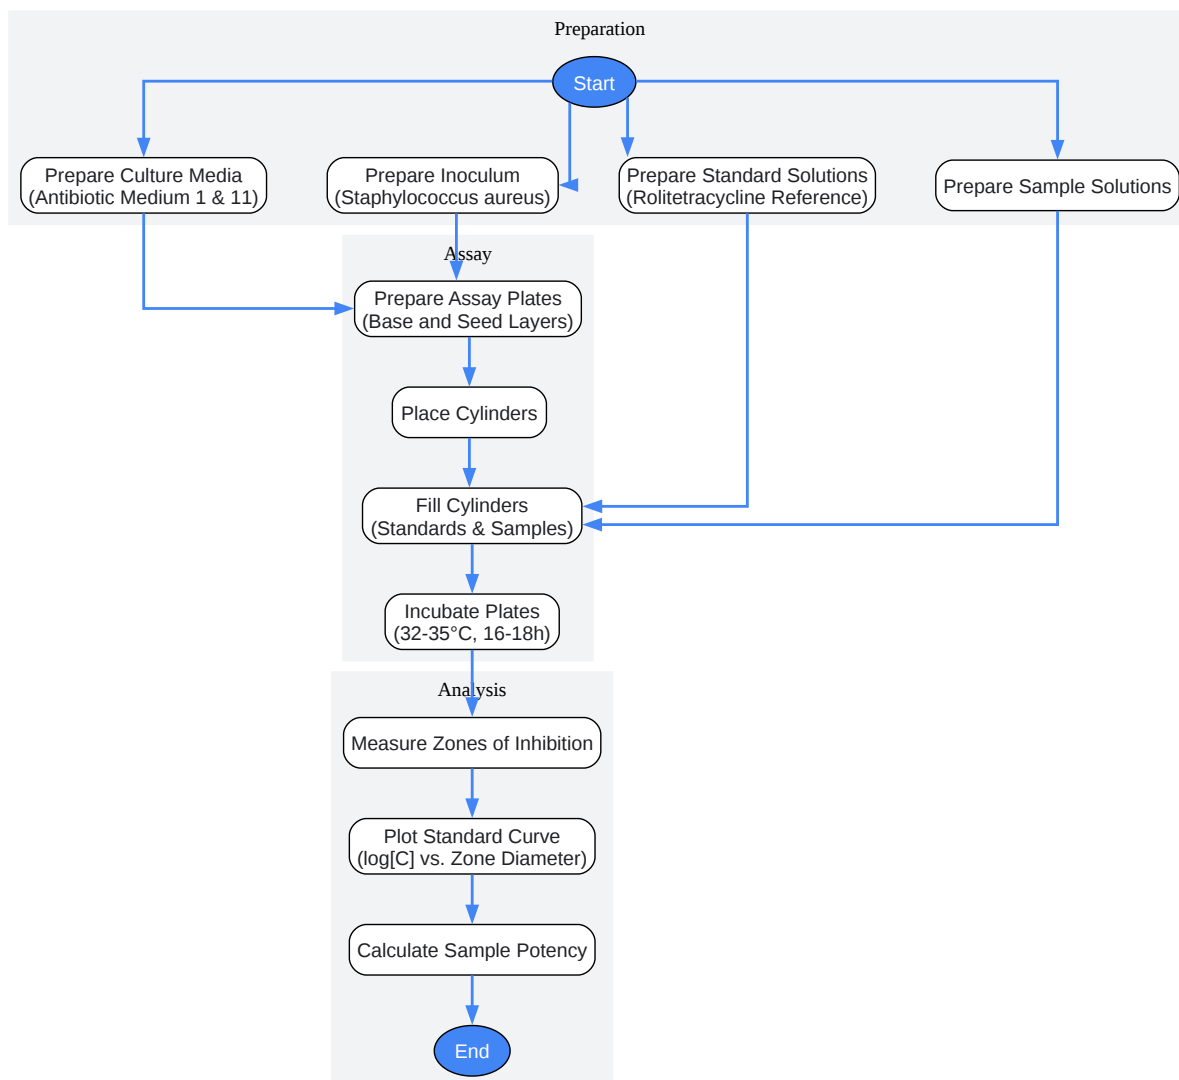 Preparation
Start
Prepare Culture Media
(Antibiotic Medium 1 & 11)
Prepare Inoculum
(Staphylococcus aureus)
Prepare Standard Solutions
(Rolitetracycline Reference)
Prepare Sample Solutions
Assay
Prepare Assay Plates
(Base and Seed Layers)
Place Cylinders
Fill Cylinders
(Standards & Samples)
Incubate Plates
(32-35°C, 16-18h)
Analysis
Measure Zones of Inhibition
Plot Standard Curve
(log[C] vs. Zone Diameter)
Calculate Sample Potency
End